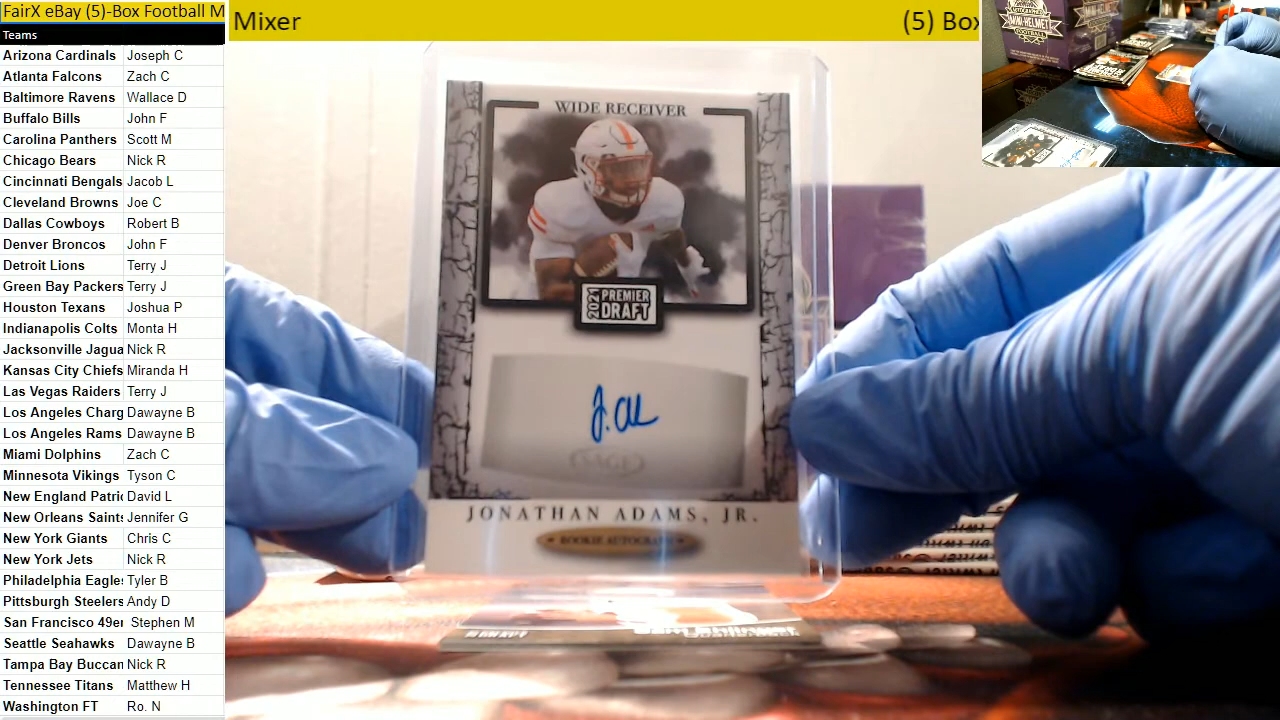 FairX eBay (5)-Box Football M
Mixer
(5) Box
Teams
Arizona Cardinals Joseph C
Atlanta Falcons Zach C
Baltimore Ravens Wallace D
Buffalo Bills John F
Carolina Panthers Scott M
Chicago Bears Nick R
Cincinnati Bengals Jacob L
Cleveland Browns Joe C
Dallas Cowboys Robert B
Denver Broncos John F
Detroit Lions Terry J
Green Bay Packers Terry J
Houston Texans Joshua P
Indianapolis Colts Monta H
Jacksonville Jagua Nick R
Kansas City Chiefs Miranda H
Las Vegas Raiders Terry J
Los Angeles Charg Dawayne B
Los Angeles Rams Dawayne B
Miami Dolphins Zach C
Minnesota Vikings Tyson C
New England Patric David L
New Orleans Saints Jennifer G
New York Giants Chris C
New York Jets Nick R
Philadelphia Eagles Tyler B
Pittsburgh Steelers Andy D
San Francisco 49er Stephen M
Seattle Seahawks Dawayne B
Tampa Bay Buccan Nick R
Tennessee Titans Matthew H
Washington FT Ro. N
WIDE RECEIVER
2021 PREMIER
DRAFT
SAGE
JONATHAN ADAMS, JR.
ROOKIE AUTOGRAPH
MINI-HELMET
FOOTBALL